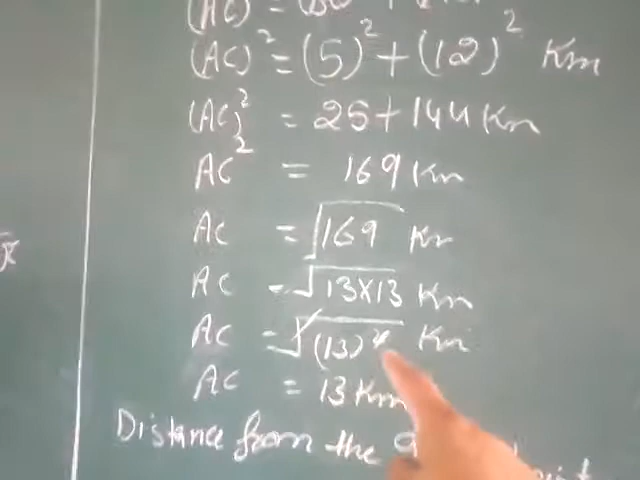 (AC)² = (5)² + (12)² Km
(AC)² = 25 + 144 Km
AC² = 169 Km
AC = √169 Km
AC = √13×13 Km
AC = √(13)² Km
AC = 13 Km
Distance from the